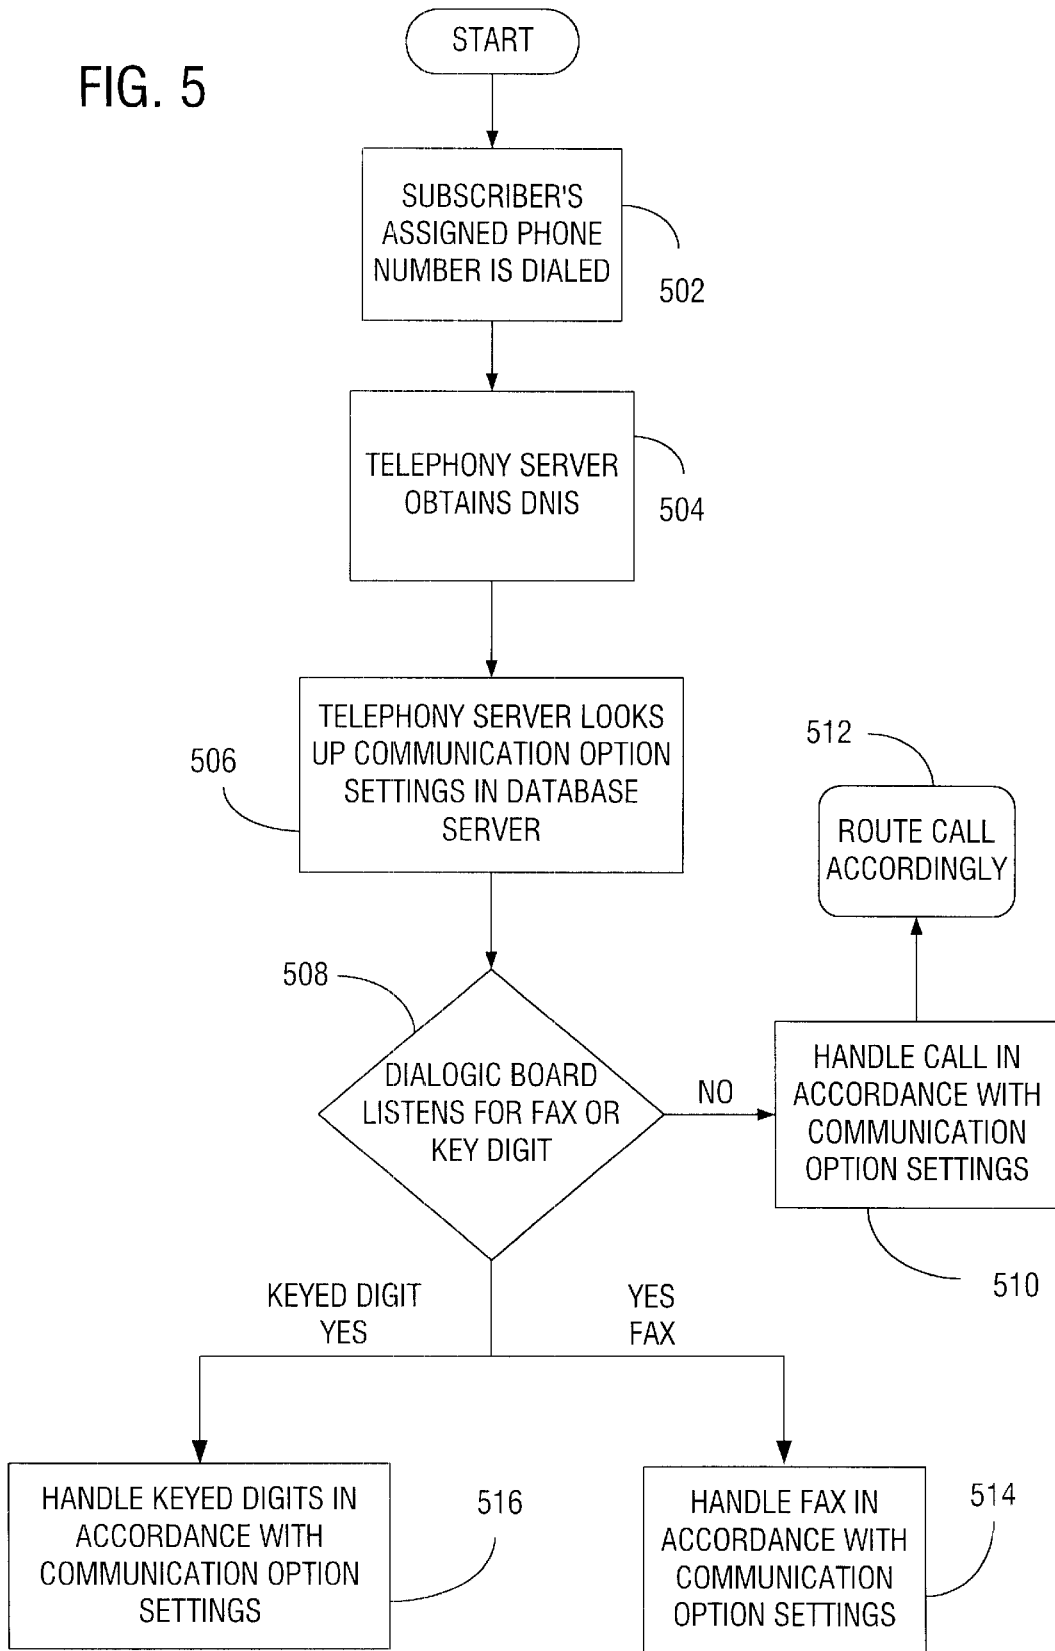 START
FIG. 5
SUBSCRIBER'S
ASSIGNED PHONE
NUMBER IS DIALED
502
TELEPHONY SERVER
OBTAINS DNIS
504
TELEPHONY SERVER LOOKS
UP COMMUNICATION OPTION
SETTINGS IN DATABASE
SERVER
506
512
ROUTE CALL
ACCORDINGLY
508
DIALOGIC BOARD
LISTENS FOR FAX OR
KEY DIGIT
NO
HANDLE CALL IN
ACCORDANCE WITH
COMMUNICATION
OPTION SETTINGS
510
KEYED DIGIT
YES
YES
FAX
HANDLE KEYED DIGITS IN
ACCORDANCE WITH
COMMUNICATION OPTION
SETTINGS
516
HANDLE FAX IN
ACCORDANCE WITH
COMMUNICATION
OPTION SETTINGS
514